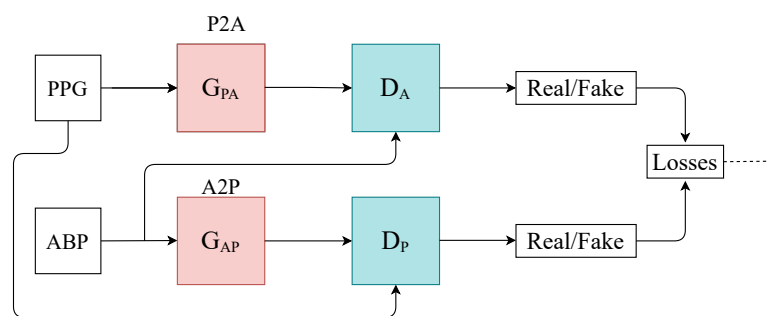 P2A
PPG
G_PA
D_A
Real/Fake
Losses
A2P
ABP
G_AP
D_P
Real/Fake